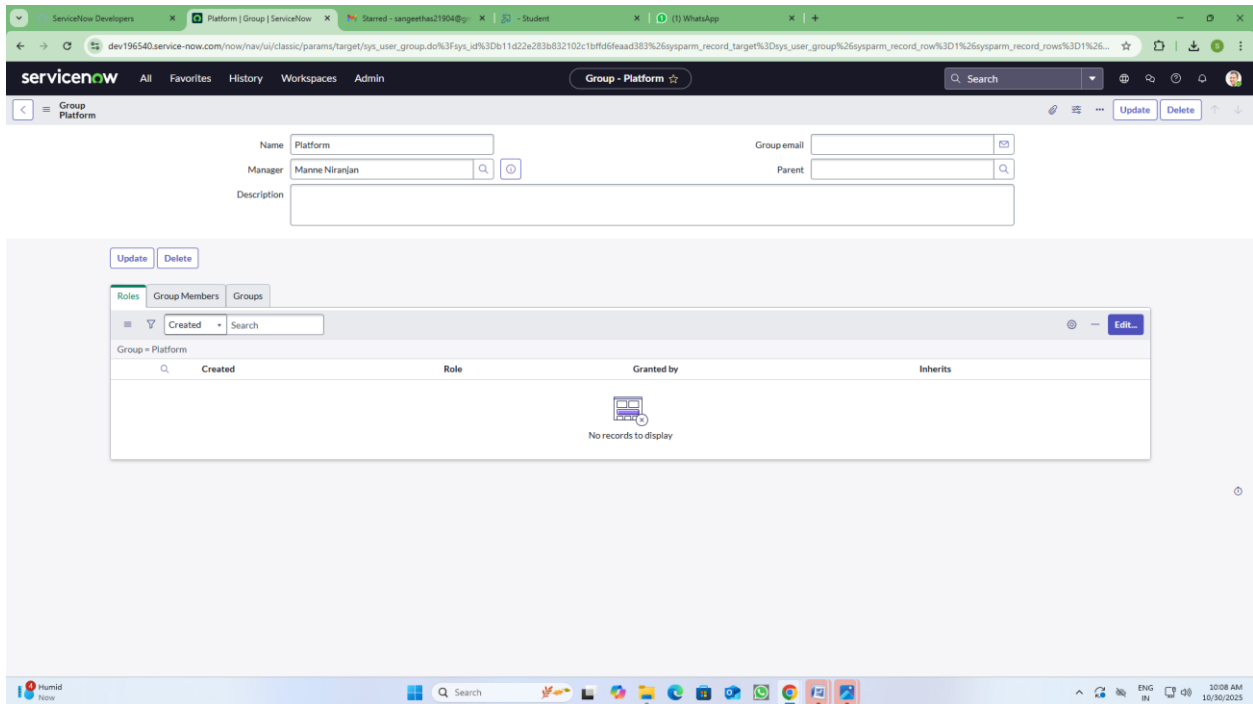 ServiceNow Developers
Platform | Group | ServiceNow
Starred - sangeethas21904@g
- Student
(1) WhatsApp
dev196540.service-now.com/now/nav/ui/classic/params/target/sys_user_group.do%3Fsys_id%3Db11d22e283b832102c1bffd6feaad383%26sysparm_record_target%3Dsys_user_group%26sysparm_record_row%3D1%26sysparm_record_rows%3D1%26...
S
servicenow All Favorites History Workspaces Admin Group - Platform Search
Group
Platform
Update Delete
Name Platform Group email
Manager Manne Niranjan Parent
Description
Update Delete
Roles Group Members Groups
Created Search Edit...
Group = Platform
Created Role Granted by Inherits
No records to display
4 Humid
Now
Search
ENG
IN
10:08 AM
10/30/2025